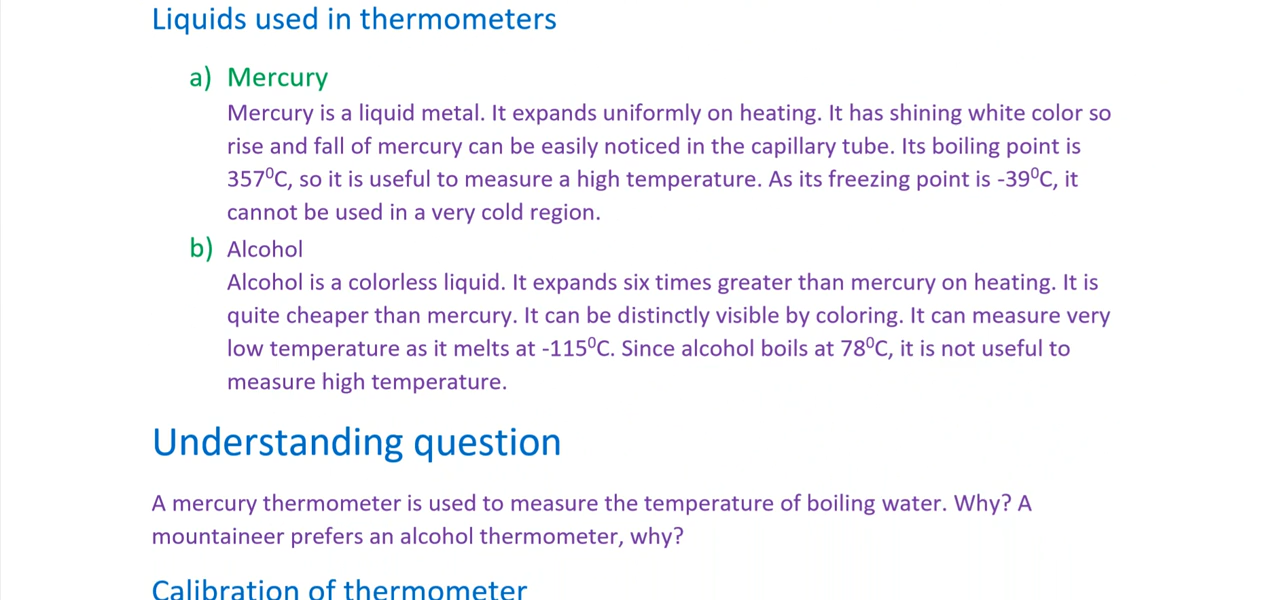 Liquids used in thermometers
a) Mercury
Mercury is a liquid metal. It expands uniformly on heating. It has shining white color so
rise and fall of mercury can be easily noticed in the capillary tube. Its boiling point is
357⁰C, so it is useful to measure a high temperature. As its freezing point is -39⁰C, it
cannot be used in a very cold region.
b) Alcohol
Alcohol is a colorless liquid. It expands six times greater than mercury on heating. It is
quite cheaper than mercury. It can be distinctly visible by coloring. It can measure very
low temperature as it melts at -115⁰C. Since alcohol boils at 78⁰C, it is not useful to
measure high temperature.
Understanding question
A mercury thermometer is used to measure the temperature of boiling water. Why? A
mountaineer prefers an alcohol thermometer, why?
Calibration of thermometer